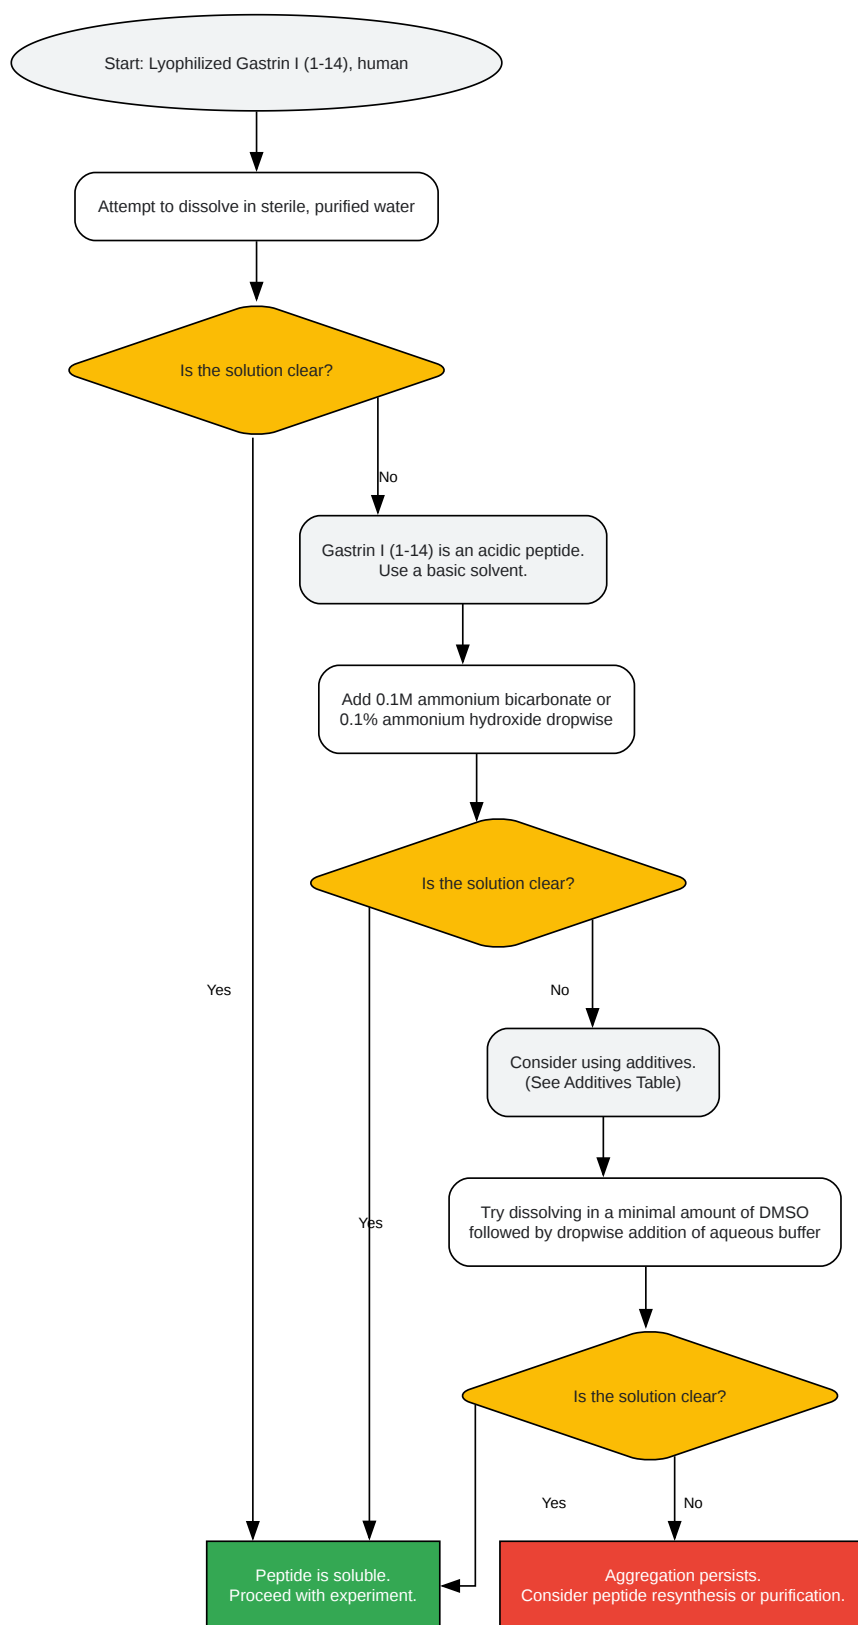 Start: Lyophilized Gastrin I (1-14), human
Attempt to dissolve in sterile, purified water
Is the solution clear?
No
Gastrin I (1-14) is an acidic peptide.
Use a basic solvent.
Add 0.1M ammonium bicarbonate or
0.1% ammonium hydroxide dropwise
Is the solution clear?
Yes
No
Consider using additives.
(See Additives Table)
Try dissolving in a minimal amount of DMSO
followed by dropwise addition of aqueous buffer
Yes
Is the solution clear?
Yes
No
Peptide is soluble.
Proceed with experiment.
Aggregation persists.
Consider peptide resynthesis or purification.